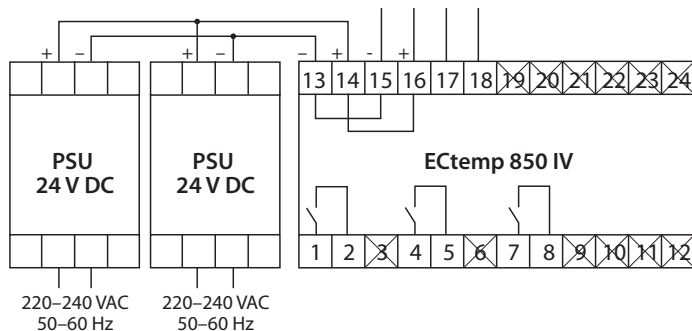 + – + – – + - +
13 14 15 16 17 18 19 20 21 22 23 24
PSU
24 V DC
PSU
24 V DC
ECtemp 850 IV
1 2 3 4 5 6 7 8 9 10 11 12
220–240 VAC
50–60 Hz
220–240 VAC
50–60 Hz